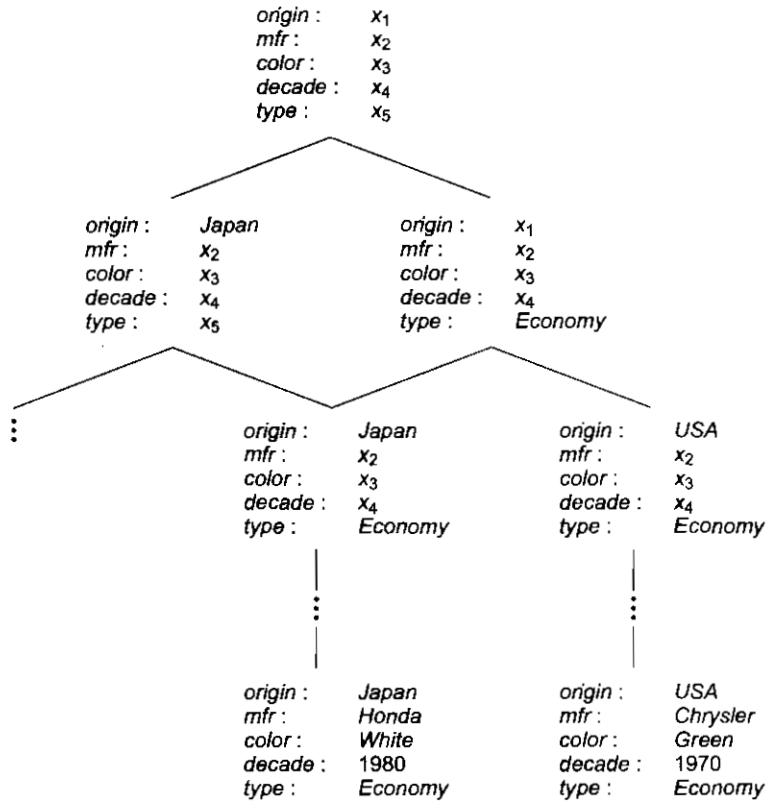 origin : x1
mfr : x2
color : x3
decade : x4
type : x5
origin : Japan
mfr : x2
color : x3
decade : x4
type : x5
origin : x1
mfr : x2
color : x3
decade : x4
type : Economy
origin : Japan
mfr : x2
color : x3
decade : x4
type : Economy
origin : USA
mfr : x2
color : x3
decade : x4
type : Economy
origin : Japan
mfr : Honda
color : White
decade : 1980
type : Economy
origin : USA
mfr : Chrysler
color : Green
decade : 1970
type : Economy